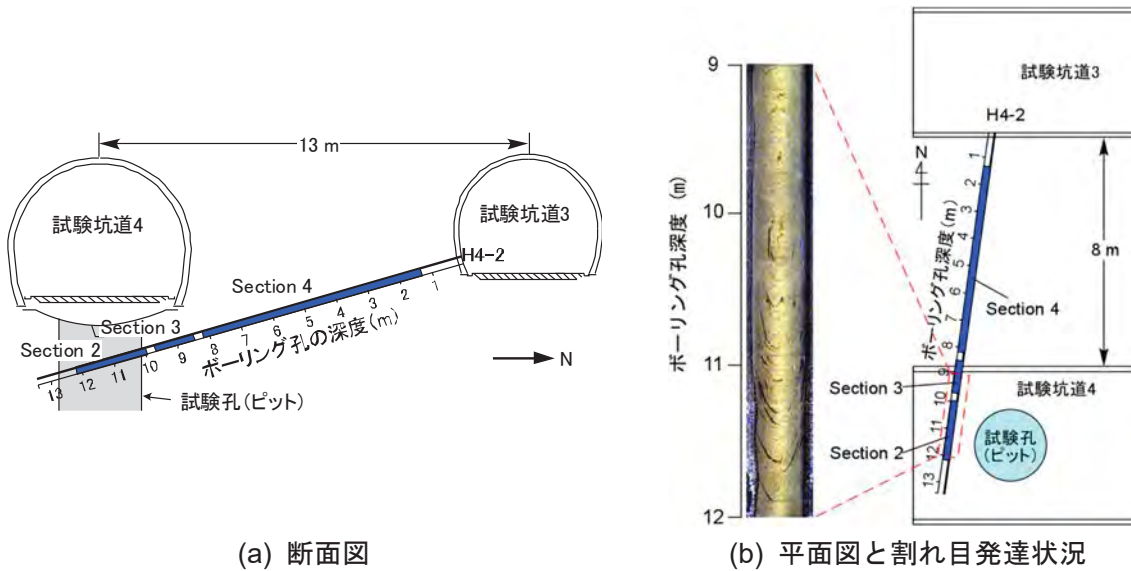 13 m
試験坑道4
試験坑道3
H4-2
Section 4
Section 3
Section 2
1
2
3
4
5
6
7
8
9
10
11
12
13
ボーリング孔の深度(m)
N
試験孔(ピット)
(a) 断面図
9
10
11
12
ボーリング孔深度 (m)
試験坑道3
H4-2
N
1
2
3
4
5
6
7
8
9
10
11
12
13
ボーリング孔深度(m)
8 m
Section 4
Section 3
Section 2
試験坑道4
試験孔
(ピット)
(b) 平面図と割れ目発達状況